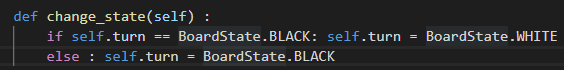 def change_state(self) :
    if self.turn == BoardState.BLACK: self.turn = BoardState.WHITE
    else : self.turn = BoardState.BLACK